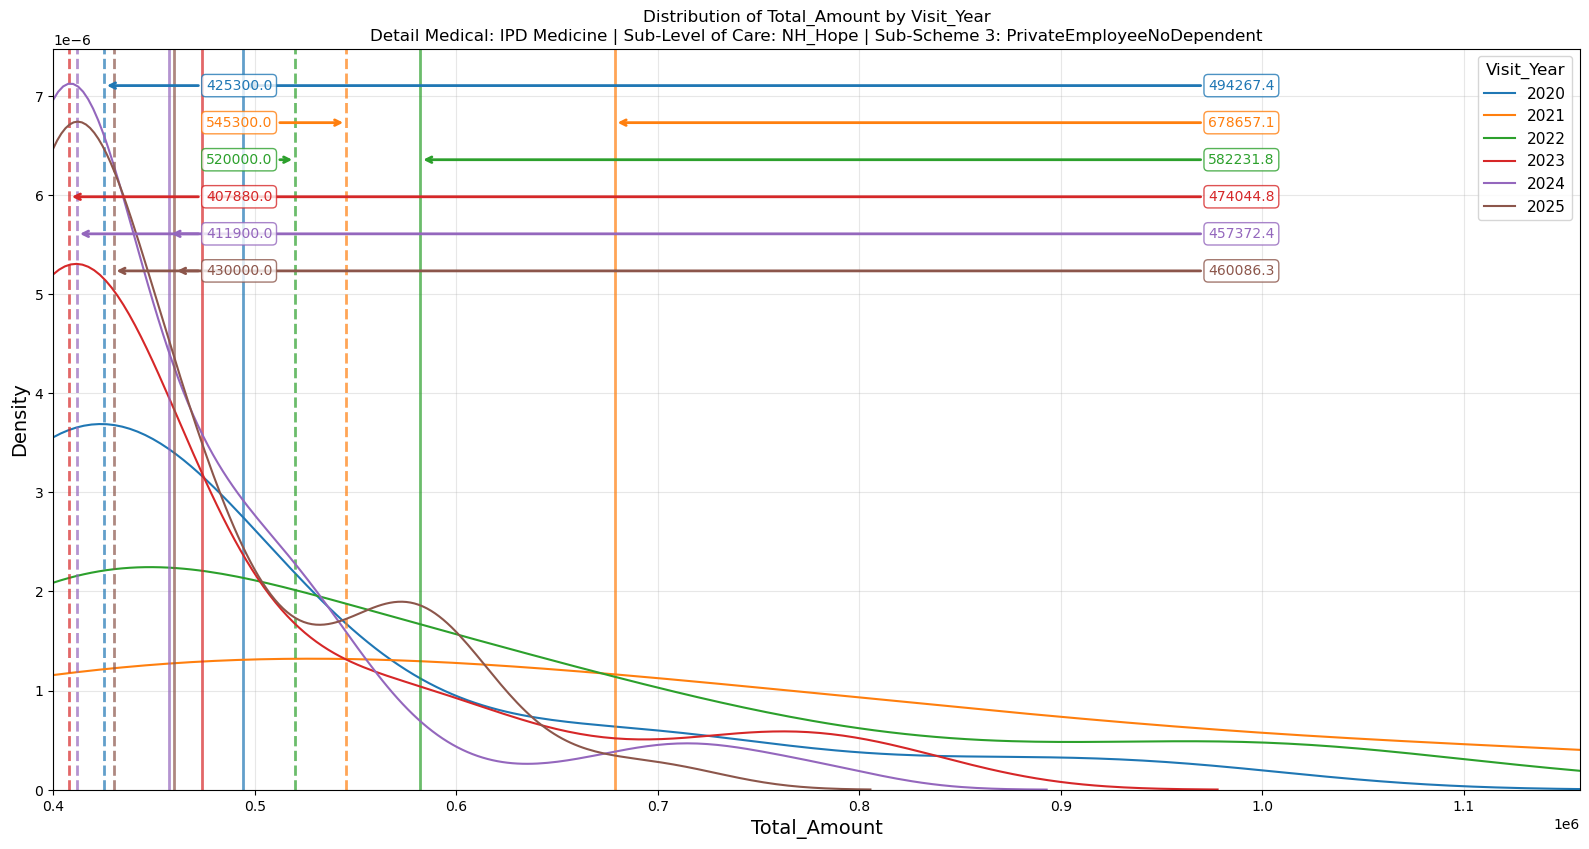 Distribution of Total_Amount by Visit_Year
Detail Medical: IPD Medicine | Sub-Level of Care: NH_Hope | Sub-Scheme 3: PrivateEmployeeNoDependent
1e−6
7
6
5
4
3
2
1
0
Density
425300.0 494267.4
545300.0 678657.1
520000.0 582231.8
407880.0 474044.8
411900.0 457372.4
430000.0 460086.3
Visit_Year
2020
2021
2022
2023
2024
2025
0.4 0.5 0.6 0.7 0.8 0.9 1.0 1.1
1e6
Total_Amount